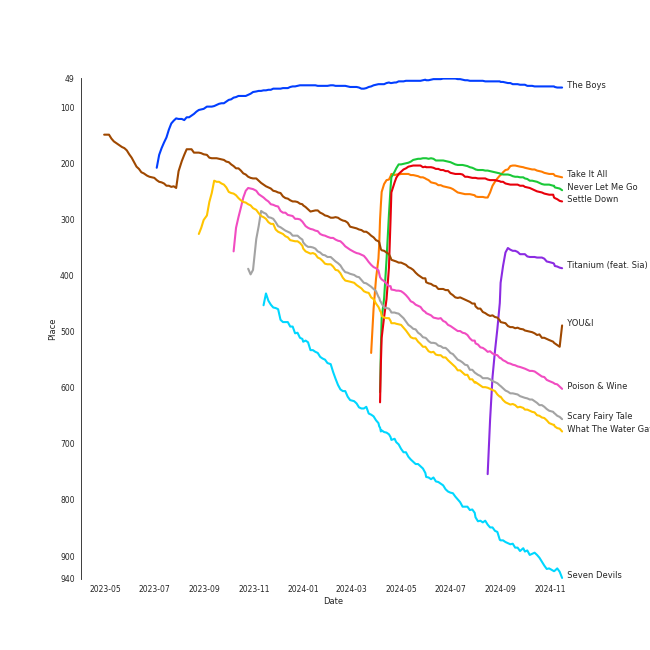 49
100
200
300
400
500
600
700
800
900
940
Place
2023-05 2023-07 2023-09 2023-11 2024-01 2024-03 2024-05 2024-07 2024-09 2024-11
Date
The Boys
Take It All
Never Let Me Go
Settle Down
Titanium (feat. Sia)
YOU&I
Poison & Wine
Scary Fairy Tale
What The Water Ga
Seven Devils